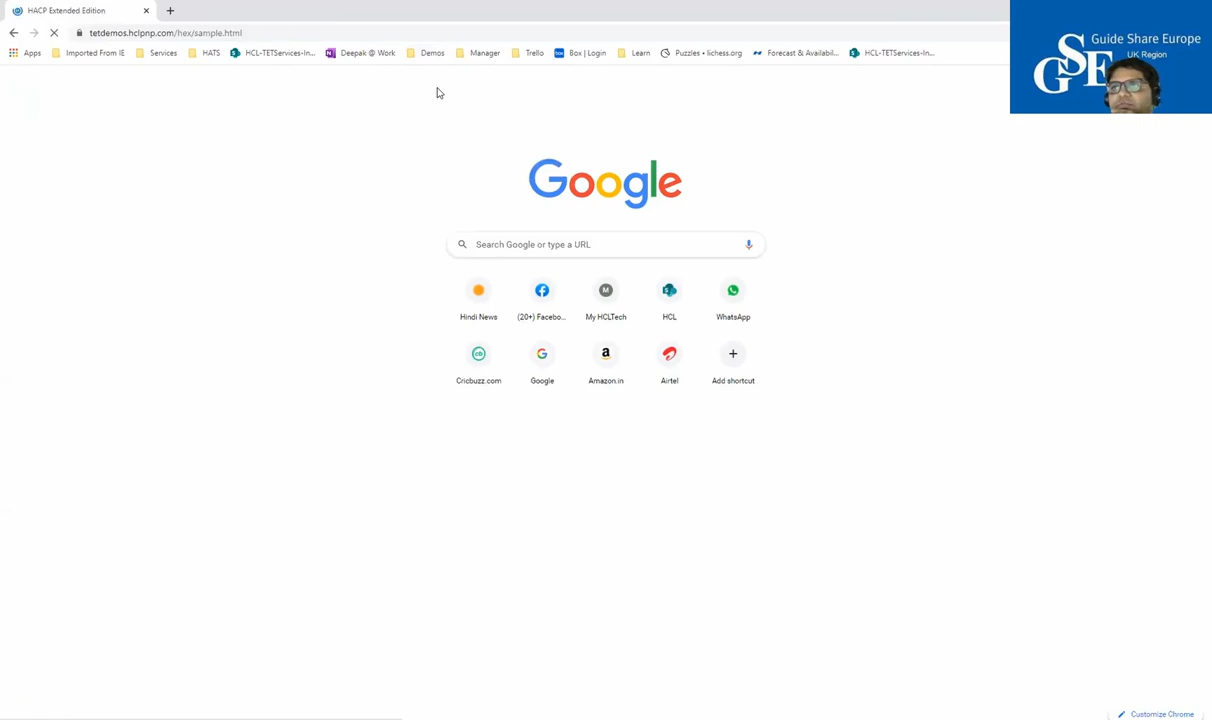 HACP Extended Edition
tetdemos.hclpnp.com/hex/sample.html
Apps Imported From IE Services HATS HCL-TETServices-In... Deepak @ Work Demos Manager Trello Box | Login Learn Puzzles • lichess.org Forecast & Availabil... HCL-TETServices-In...
Guide Share Europe
UK Region
GSE
Google
Search Google or type a URL
M
Hindi News (20+) Facebo... My HCLTech HCL WhatsApp
cb G a
Cricbuzz.com Google Amazon.in Airtel Add shortcut
Customize Chrome